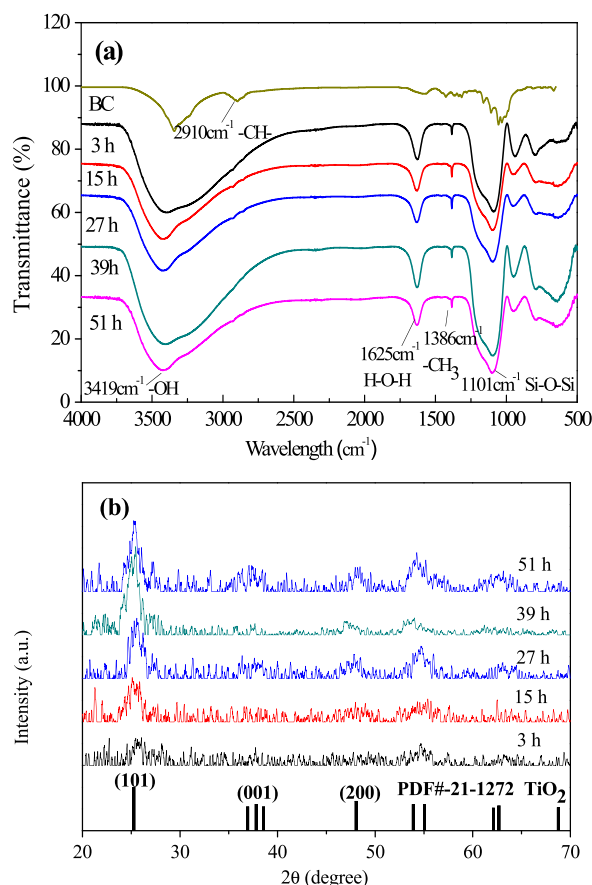 (a)
120
100
80
60
40
20
0
Transmittance (%)
BC
3 h
15 h
27 h
39h
51 h
2910cm⁻¹ -CH-
3419cm⁻¹-OH
1625cm⁻¹
H-O-H
1386cm⁻¹
-CH₃
1101cm⁻¹ Si-O-Si
4000 3500 3000 2500 2000 1500 1000 500
Wavelength (cm⁻¹)
(b)
Intensity (a.u.)
51 h
39 h
27 h
15 h
3 h
(101)
(001)
(200)
PDF#-21-1272 TiO₂
20 30 40 50 60 70
2θ (degree)